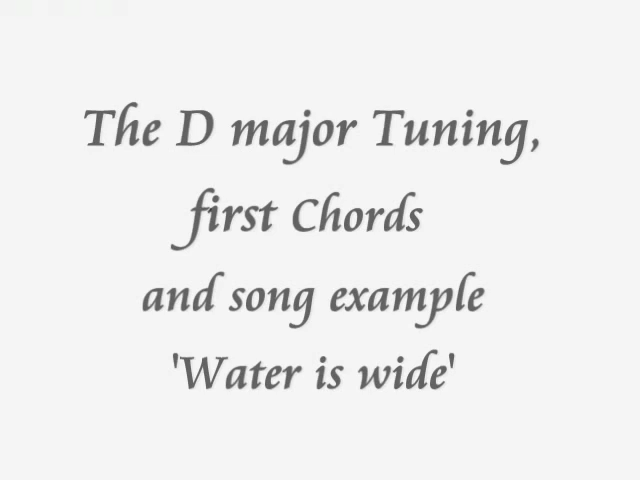 The D major Tuning,
first Chords
and song example
'Water is wide'